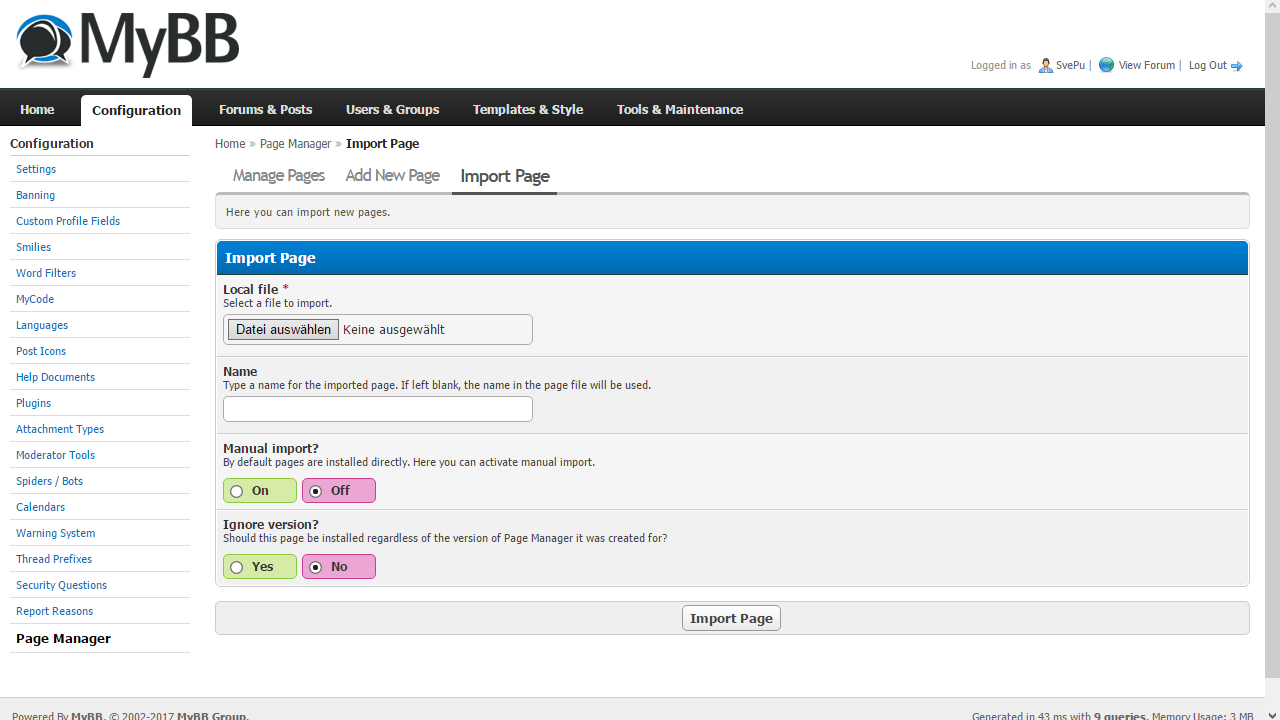 MyBB
Logged in as SvePu | View Forum | Log Out
Home Configuration Forums & Posts Users & Groups Templates & Style Tools & Maintenance
Configuration
Settings
Banning
Custom Profile Fields
Smilies
Word Filters
MyCode
Languages
Post Icons
Help Documents
Plugins
Attachment Types
Moderator Tools
Spiders / Bots
Calendars
Warning System
Thread Prefixes
Security Questions
Report Reasons
Page Manager
Home » Page Manager » Import Page
Manage Pages Add New Page Import Page
Here you can import new pages.
Import Page
Local file *
Select a file to import.
Datei auswählen Keine ausgewählt
Name
Type a name for the imported page. If left blank, the name in the page file will be used.
Manual import?
By default pages are installed directly. Here you can activate manual import.
On Off
Ignore version?
Should this page be installed regardless of the version of Page Manager it was created for?
Yes No
Import Page
Powered By MyBB, © 2002-2017 MyBB Group.
Generated in 43 ms with 9 queries. Memory Usage: 3 MB